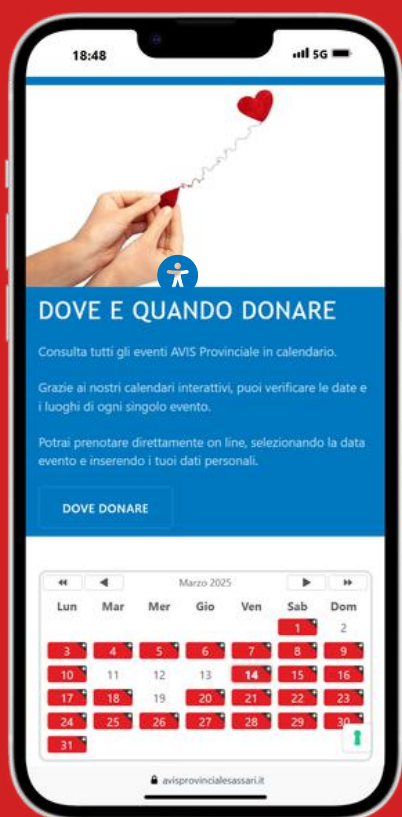 18:48 5G
DOVE E QUANDO DONARE
Consulta tutti gli eventi AVIS Provinciale in calendario.
Grazie ai nostri calendari interattivi, puoi verificare le date e
i luoghi di ogni singolo evento.
Potrai prenotare direttamente on line, selezionando la data
evento e inserendo i tuoi dati personali.
DOVE DONARE
Marzo 2025
Lun Mar Mer Gio Ven Sab Dom
1 2
3 4 5 6 7 8 9
10 11 12 13 14 15 16
17 18 19 20 21 22 23
24 25 26 27 28 29 30
31
avisprovincialesassari.it